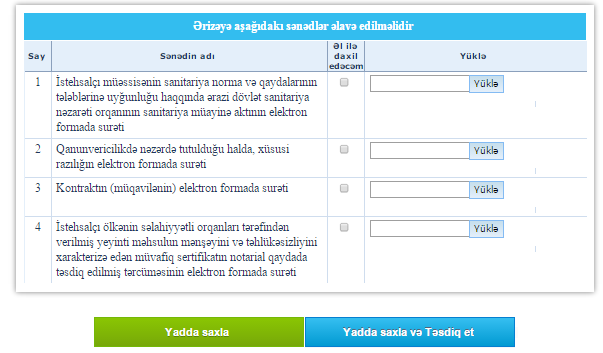 Ərizəyə aşağıdakı sənədlər əlavə edilməlidir
Say
Sənədin adı
Əl ilə
daxil
edəcəm
Yüklə
1
İstehsalçı müəssisənin sanitariya norma və qaydalarının
tələblərinə uyğunluğu haqqında ərazi dövlət sanitariya
nəzarəti orqanının sanitariya müayinə aktının elektron
formada surəti
Yüklə
2
Qanunvericilikdə nəzərdə tutulduğu halda, xüsusi
razılığın elektron formada surəti
Yüklə
3
Kontraktın (müqavilənin) elektron formada surəti
Yüklə
4
İstehsalçı ölkənin səlahiyyətli orqanları tərəfindən
verilmiş yeyinti məhsulun mənşəyini və təhlükəsizliyini
xarakterizə edən müvafiq sertifikatın notarial qaydada
təsdiq edilmiş tərcüməsinin elektron formada surəti
Yüklə
Yadda saxla
Yadda saxla və Təsdiq et